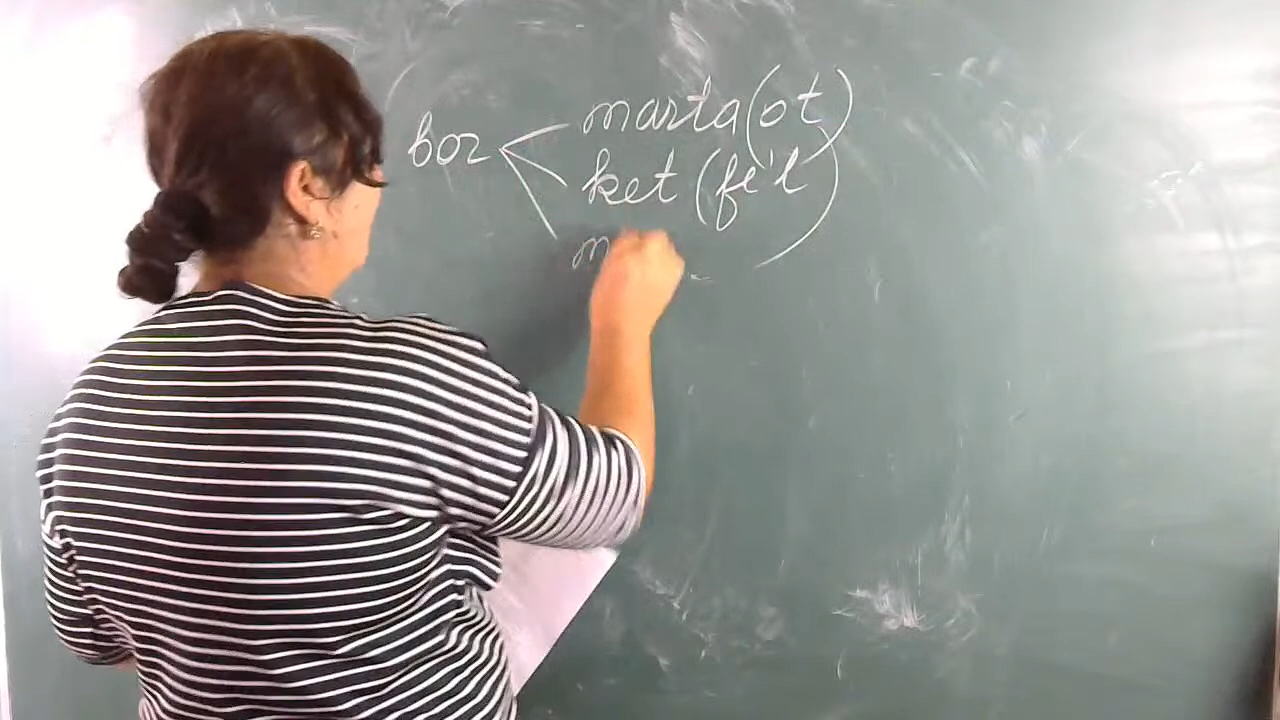 bor
marta (ot)
ket (fe'l)